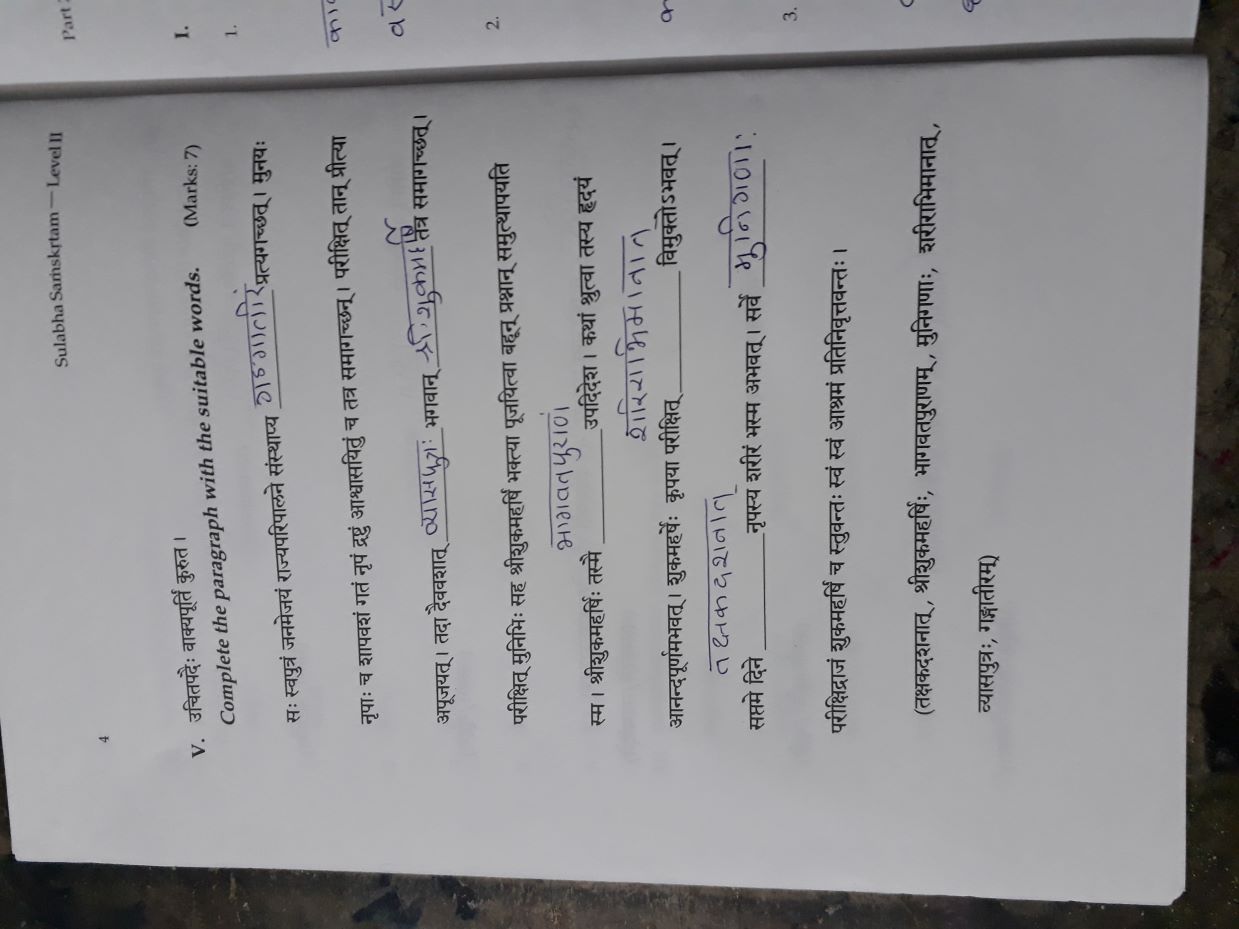 Sulabha Saṁskṛtam — Level II
4
V. उचितपदैः वाक्यपूर्तिं कुरुत।
Complete the paragraph with the suitable words. (Marks: 7)
सः स्वपुत्रं जनमेजयं राज्यपरिपालने संस्थाप्य गङगातीरं प्रत्यगच्छत्। मुनयः
नृपाः च शापवशं गतं नृपं द्रष्टुं आश्वासयितुं च तत्र समागच्छन्। परीक्षित् तान् प्रीत्या
अपूजयत्। तदा दैववशात् व्यासपुत्रः भगवान् श्रीःशुकमहर्षि तत्र समागच्छत्।
परीक्षित् मुनिभिः सह श्रीशुकमहर्षिं भक्त्या पूजयित्वा बहून् प्रश्नान् समुत्थापयति
भागवतपुराणं
स्म। श्रीशुकमहर्षिः तस्मै ________ उपदिदेश। कथां श्रुत्वा तस्य हृदयं
शरिराभिमानात्
आनन्दपूर्णमभवत्। शुकमहर्षेः कृपया परीक्षित् ________ विमुक्तोऽभवत्।
तक्षकदशनात्
सप्तमे दिने ________ नृपस्य शरीरं भस्म अभवत्। सर्वे मुनिगणाः
परीक्षिद्राजं शुकमहर्षिं च स्तुवन्तः स्वं स्वं आश्रमं प्रतिनिवृत्तवन्तः।
(तक्षकदशनात्, श्रीशुकमहर्षिः, भागवतपुराणम्, मुनिगणाः, शरीराभिमानात्,
व्यासपुत्रः, गङ्गातीरम्)
Part
I.
1.
2.
3.